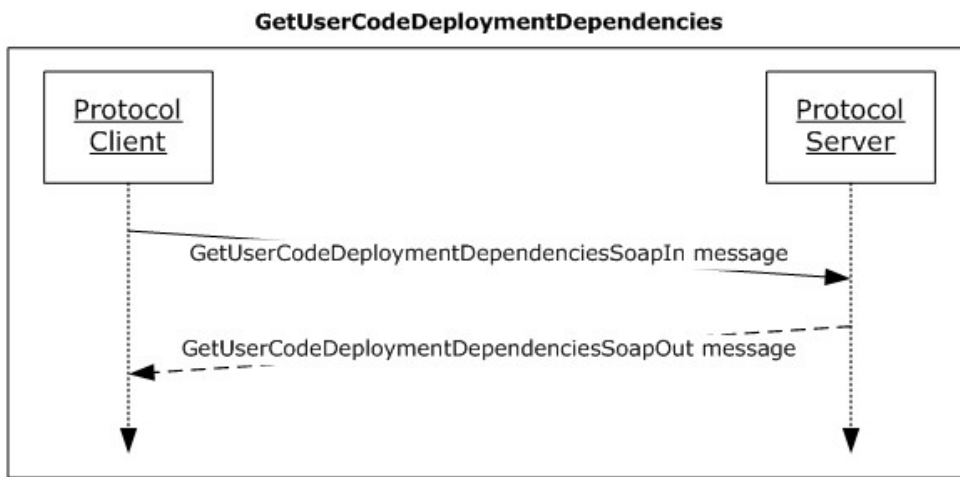 GetUserCodeDeploymentDependencies
Protocol
Client
Protocol
Server
GetUserCodeDeploymentDependenciesSoapIn message
GetUserCodeDeploymentDependenciesSoapOut message